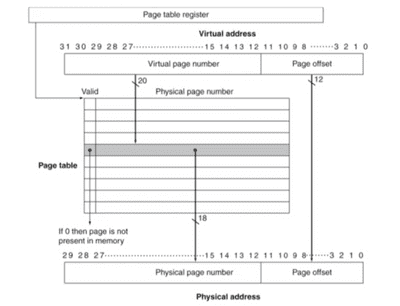 Page table register
Virtual address
31 30 29 28 27 15 14 13 12 11 10 9 8 3 2 1 0
Virtual page number Page offset
20 12
Valid Physical page number
Page table
18
If 0 then page is not
present in memory
29 28 27 15 14 13 12 11 10 9 8 3 2 1 0
Physical page number Page offset
Physical address